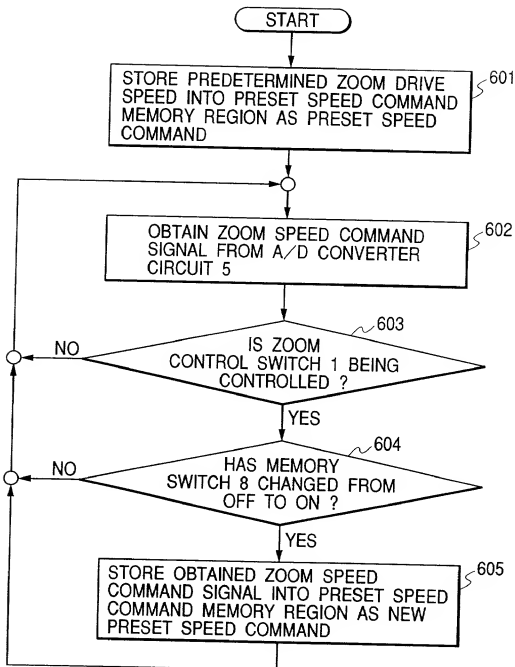 START
STORE PREDETERMINED ZOOM DRIVE
SPEED INTO PRESET SPEED COMMAND
MEMORY REGION AS PRESET SPEED
COMMAND
601
OBTAIN ZOOM SPEED COMMAND
SIGNAL FROM A/D CONVERTER
CIRCUIT 5
602
603
IS ZOOM
CONTROL SWITCH 1 BEING
CONTROLLED ?
NO
YES
604
HAS MEMORY
SWITCH 8 CHANGED FROM
OFF TO ON ?
NO
YES
STORE OBTAINED ZOOM SPEED
COMMAND SIGNAL INTO PRESET SPEED
COMMAND MEMORY REGION AS NEW
PRESET SPEED COMMAND
605